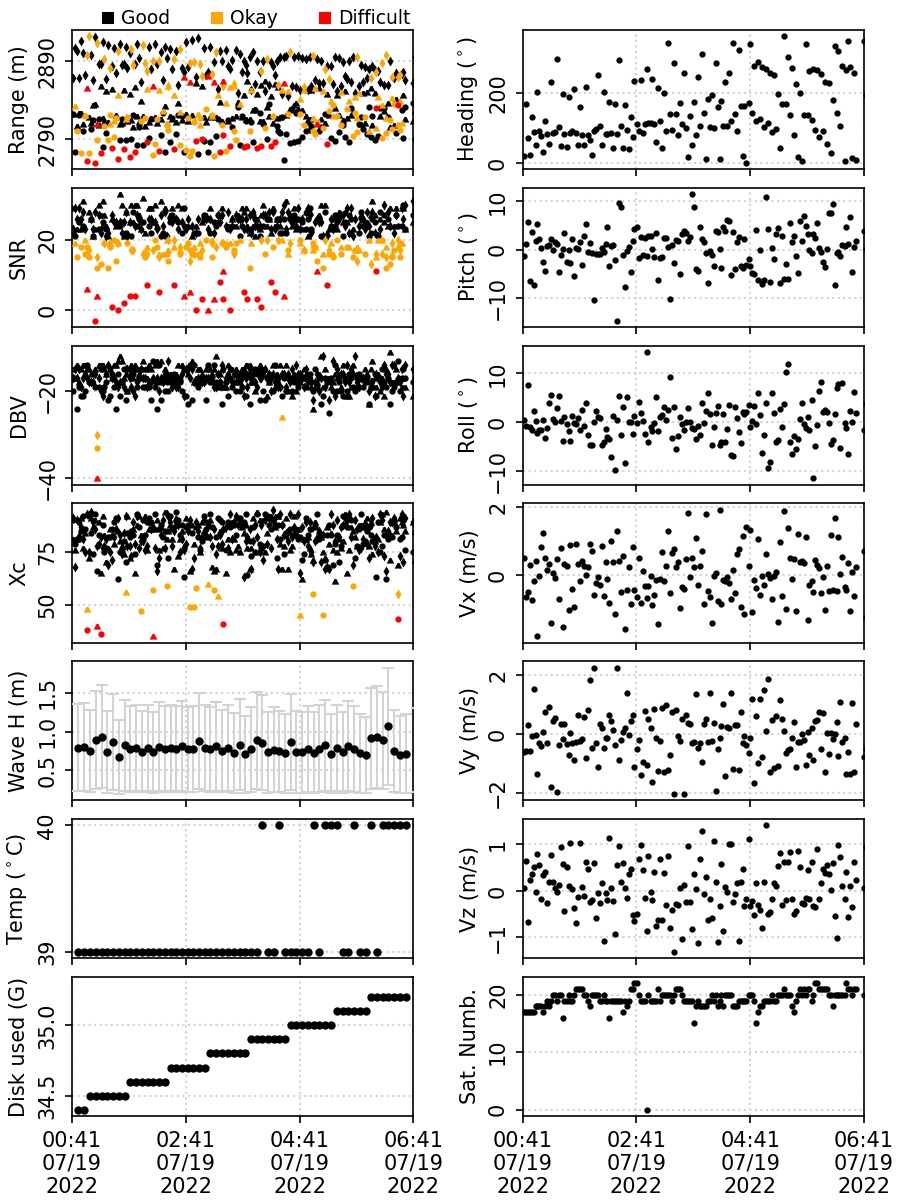 Good Okay Difficult
Range (m)
2890
2790
Heading (°)
200
0
SNR
20
0
Pitch (°)
10
0
−10
DBV
−20
−40
Roll (°)
10
0
−10
Xc
75
50
Vx (m/s)
2
0
Wave H (m)
1.5
1.0
0.5
Vy (m/s)
2
0
−2
Temp (°C)
40
39
Vz (m/s)
1
0
−1
Disk used (G)
35.0
34.5
Sat. Numb.
20
10
0
00:41 02:41 04:41 06:41
07/19 07/19 07/19 07/19
2022 2022 2022 2022
00:41 02:41 04:41 06:41
07/19 07/19 07/19 07/19
2022 2022 2022 2022